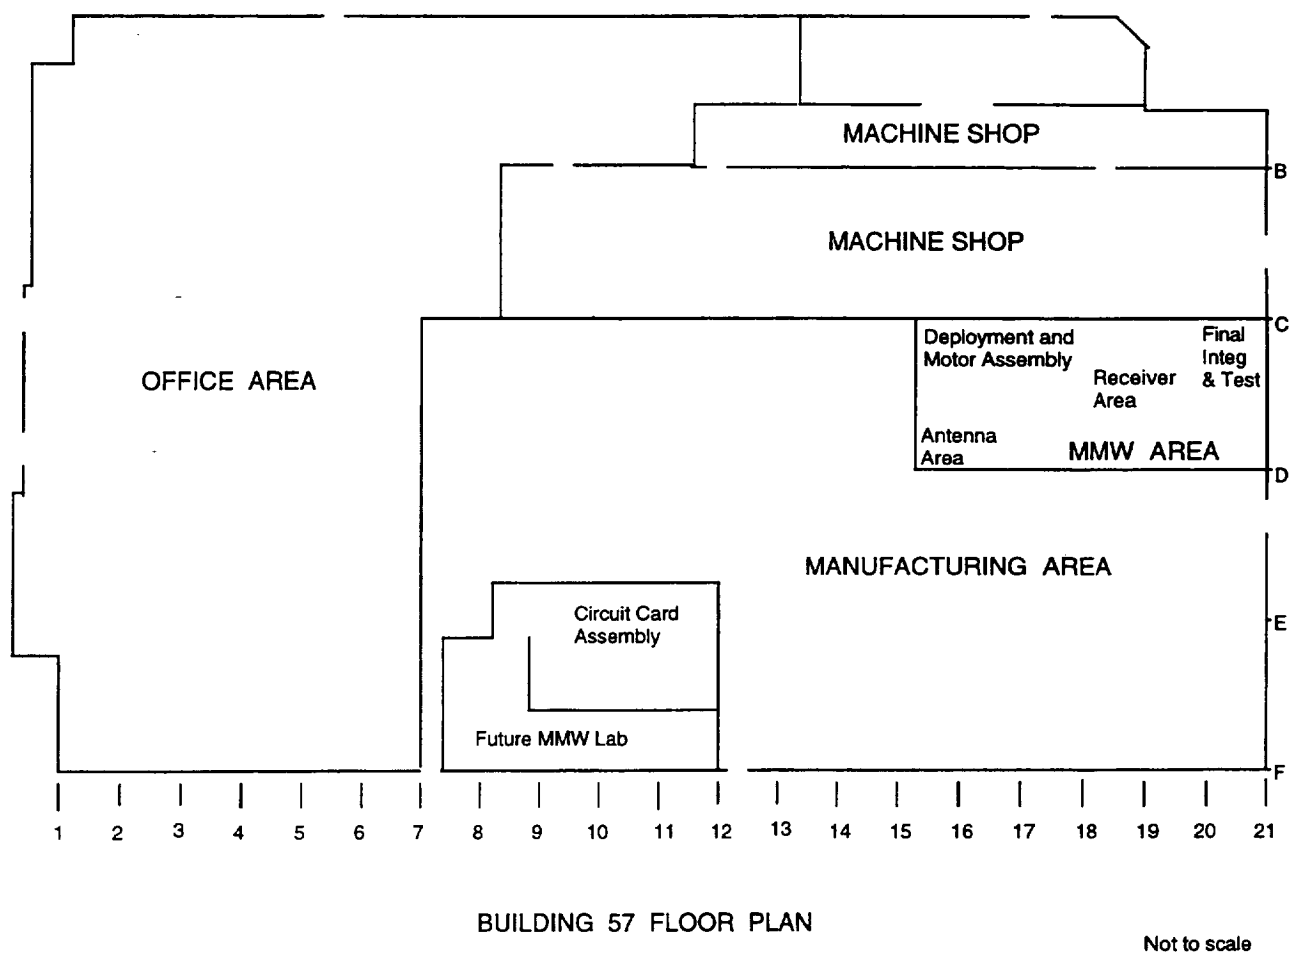 MACHINE SHOP
B
MACHINE SHOP
C
Deployment and
Motor Assembly
Final
Integ
& Test
Receiver
Area
OFFICE AREA
Antenna
Area
MMW AREA
D
MANUFACTURING AREA
Circuit Card
Assembly
E
Future MMW Lab
F
1 2 3 4 5 6 7 8 9 10 11 12 13 14 15 16 17 18 19 20 21
BUILDING 57 FLOOR PLAN
Not to scale